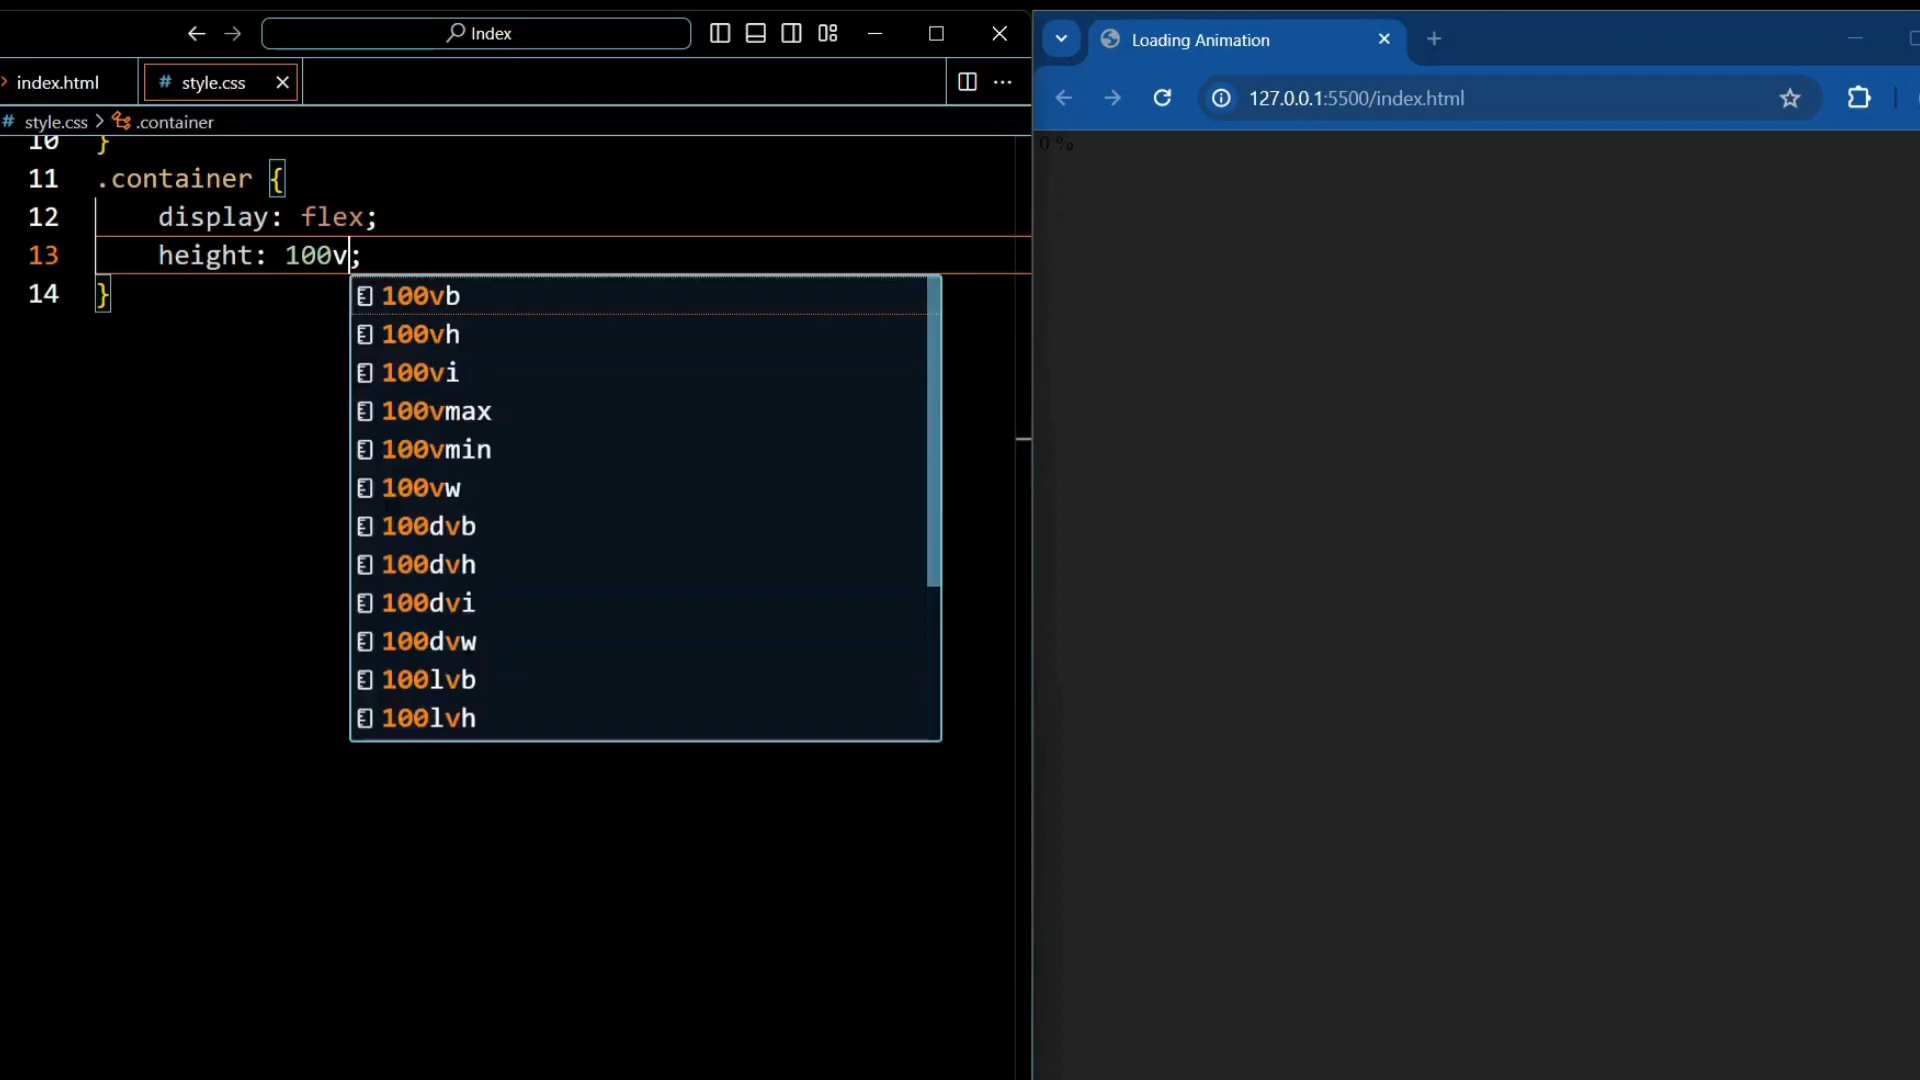 Index
index.html
# style.css
# style.css > .container
10 }
11 .container {
12 display: flex;
13 height: 100v;
14 }
100vb
100vh
100vi
100vmax
100vmin
100vw
100dvb
100dvh
100dvi
100dvw
100lvb
100lvh
Loading Animation
127.0.0.1:5500/index.html
0 %